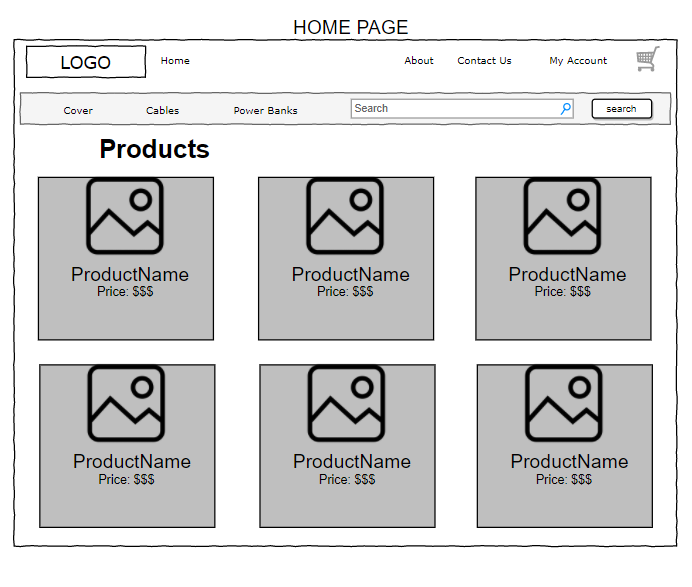 HOME PAGE
LOGO Home About Contact Us My Account
Cover Cables Power Banks Search search
Products
ProductName ProductName ProductName
Price: $$$ Price: $$$ Price: $$$
ProductName ProductName ProductName
Price: $$$ Price: $$$ Price: $$$